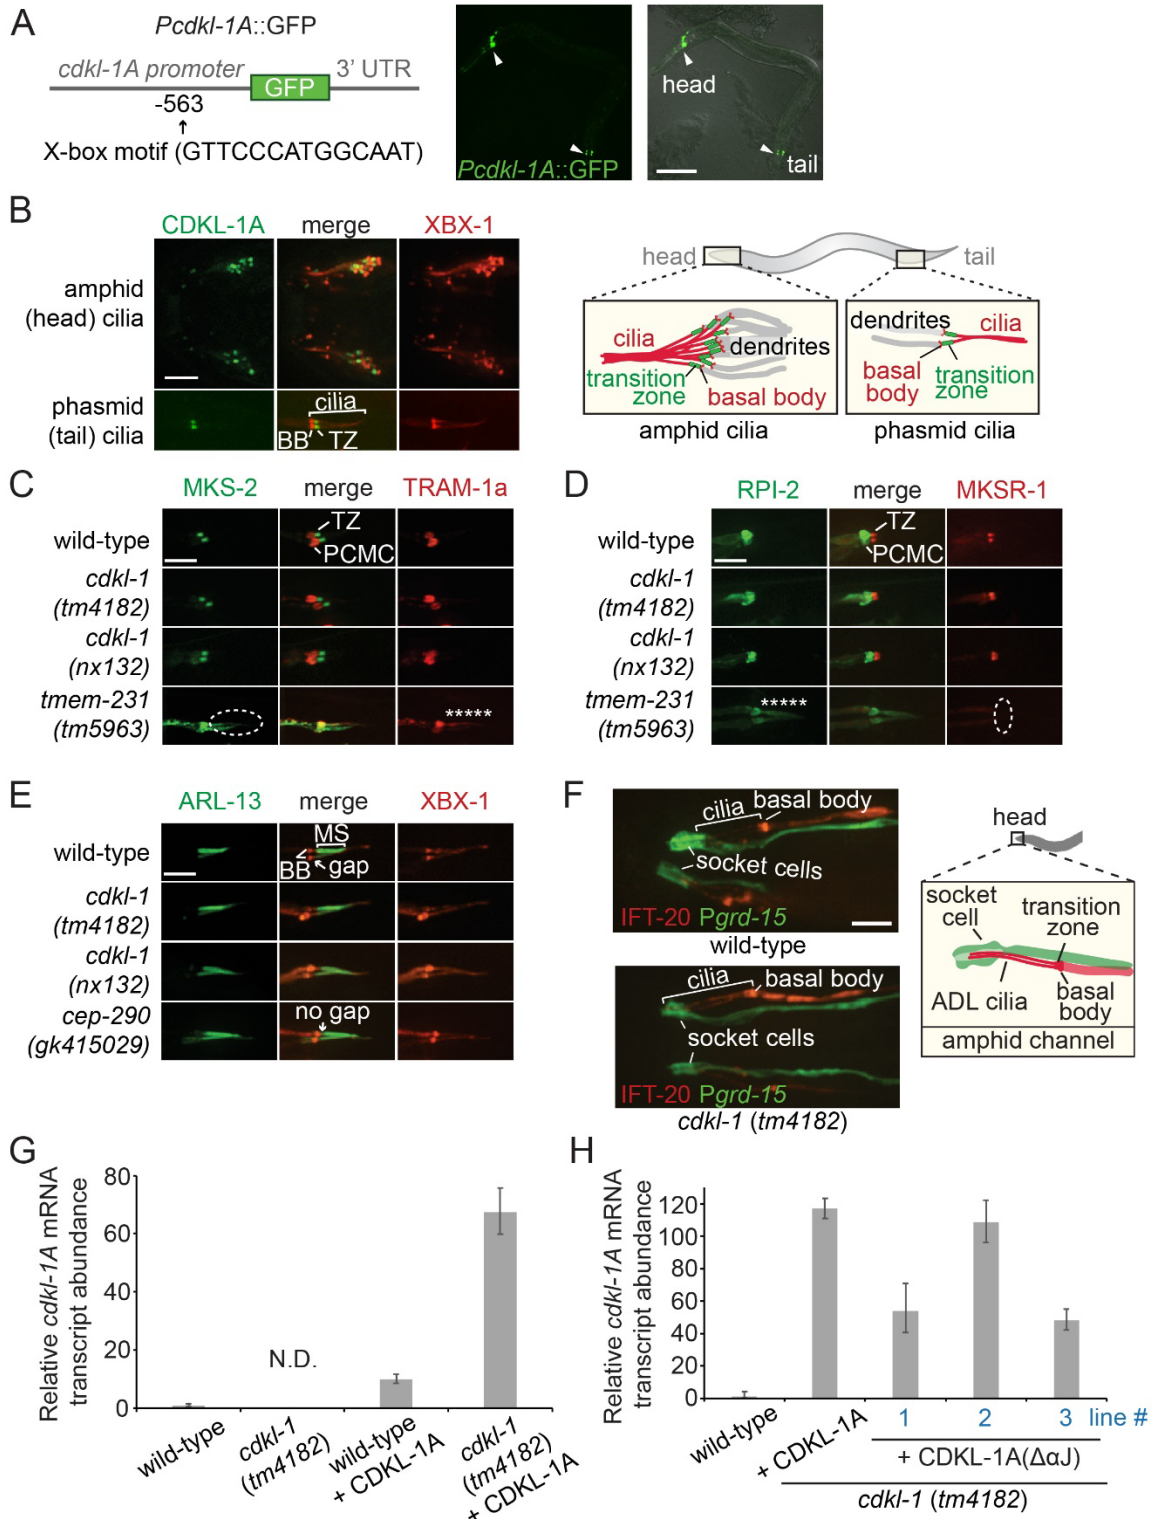 A
Pcdkl-1A::GFP
cdkl-1A promoter
GFP
3' UTR
-563
X-box motif (GTTCCCATGGCAAT)
Pcdkl-1A::GFP
head
tail
B
CDKL-1A
merge
XBX-1
amphid
(head) cilia
phasmid
(tail) cilia
cilia
BB
TZ
head
tail
cilia
dendrites
transition
zone
basal body
amphid cilia
dendrites
cilia
basal
body
transition
zone
phasmid cilia
C
MKS-2
merge
TRAM-1a
wild-type
TZ
PCMC
cdkl-1
(tm4182)
cdkl-1
(nx132)
tmem-231
(tm5963)
*****
D
RPI-2
merge
MKSR-1
wild-type
TZ
PCMC
cdkl-1
(tm4182)
cdkl-1
(nx132)
tmem-231
(tm5963)
*****
E
ARL-13
merge
XBX-1
wild-type
MS
BB
gap
cdkl-1
(tm4182)
cdkl-1
(nx132)
cep-290
(gk415029)
no gap
F
cilia
basal body
socket cells
IFT-20 Pgrd-15
wild-type
cilia
basal body
socket cells
IFT-20 Pgrd-15
cdkl-1 (tm4182)
head
socket
cell
transition
zone
ADL cilia
basal
body
amphid channel
G
Relative cdkl-1A mRNA
transcript abundance
80
60
40
20
0
N.D.
wild-type
cdkl-1
(tm4182)
wild-type
+ CDKL-1A
cdkl-1
(tm4182)
+ CDKL-1A
H
Relative cdkl-1A mRNA
transcript abundance
120
100
80
60
40
20
0
wild-type
+ CDKL-1A
1 2 3 line #
+ CDKL-1A(ΔαJ)
cdkl-1 (tm4182)